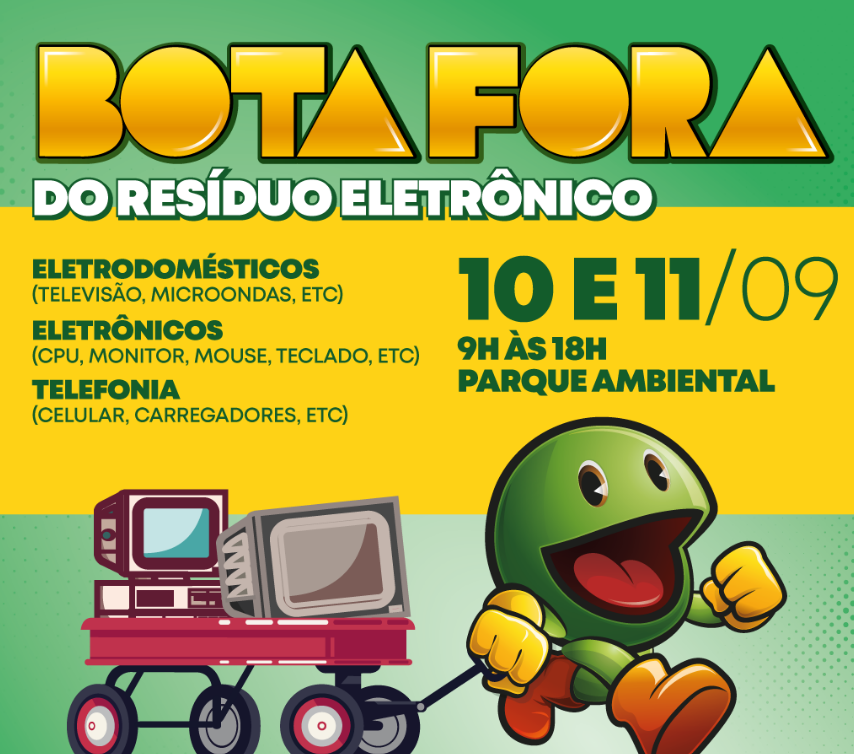 BOTA FORA
DO RESÍDUO ELETRÔNICO
ELETRODOMÉSTICOS
(TELEVISÃO, MICROONDAS, ETC)
ELETRÔNICOS
(CPU, MONITOR, MOUSE, TECLADO, ETC)
TELEFONIA
(CELULAR, CARREGADORES, ETC)
10 E 11/09
9H ÀS 18H
PARQUE AMBIENTAL